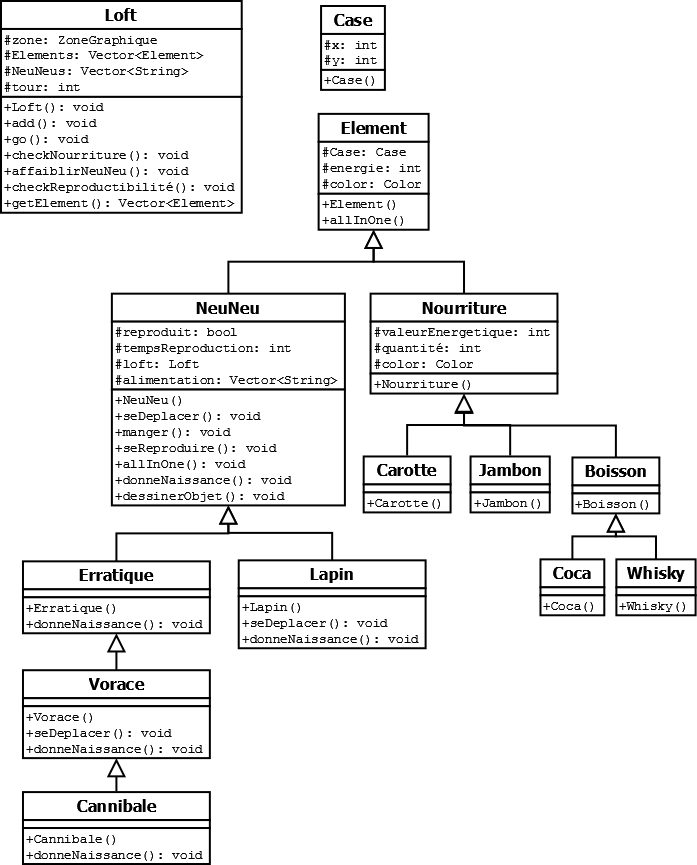 Loft
#zone: ZoneGraphique
#Elements: Vector<Element>
#NeuNeus: Vector<String>
#tour: int
+Loft(): void
+add(): void
+go(): void
+checkNourriture(): void
+affaiblirNeuNeu(): void
+checkReproductibilité(): void
+getElement(): Vector<Element>
Case
#x: int
#y: int
+Case()
Element
#Case: Case
#energie: int
#color: Color
+Element()
+allInOne()
NeuNeu
#reproduit: bool
#tempsReproduction: int
#loft: Loft
#alimentation: Vector<String>
+NeuNeu()
+seDeplacer(): void
+manger(): void
+seReproduire(): void
+allInOne(): void
+donneNaissance(): void
+dessinerObjet(): void
Nourriture
#valeurEnergetique: int
#quantité: int
#color: Color
+Nourriture()
Carotte
+Carotte()
Jambon
+Jambon()
Boisson
+Boisson()
Erratique
+Erratique()
+donneNaissance(): void
Lapin
+Lapin()
+seDeplacer(): void
+donneNaissance(): void
Coca
+Coca()
Whisky
+Whisky()
Vorace
+Vorace()
+seDeplacer(): void
+donneNaissance(): void
Cannibale
+Cannibale()
+donneNaissance(): void